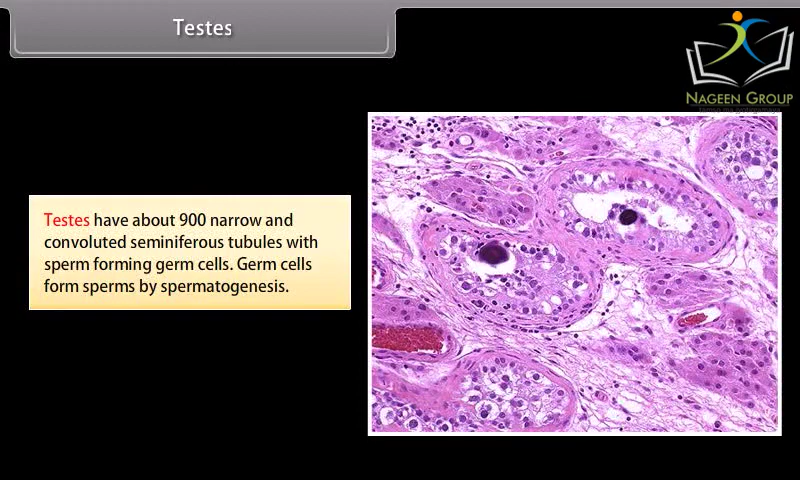 Testes
NAGEEN GROUP
Testes have about 900 narrow and
convoluted seminiferous tubules with
sperm forming germ cells. Germ cells
form sperms by spermatogenesis.